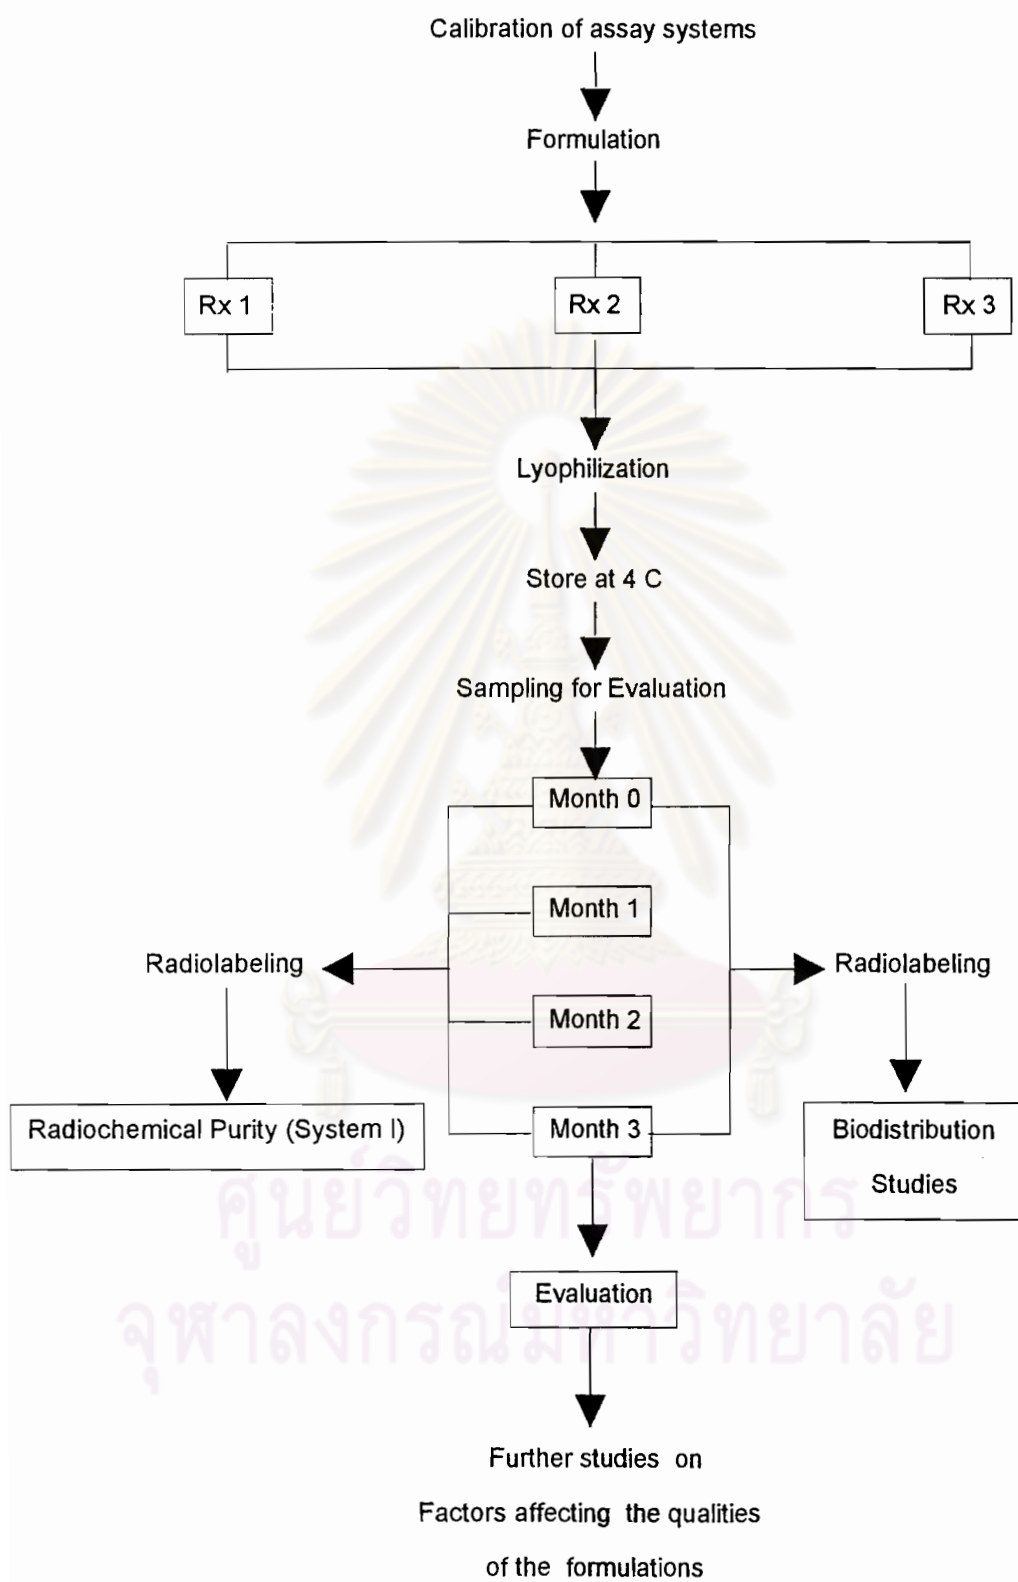 Calibration of assay systems
Formulation
Rx 1
Rx 2
Rx 3
Lyophilization
Store at 4 C
Sampling for Evaluation
Month 0
Month 1
Radiolabeling
Radiolabeling
Month 2
Month 3
Radiochemical Purity (System I)
Biodistribution
Studies
ศูนย์วิทยทรัพยากร
Evaluation
จุฬาลงกรณ์มหาวิทยาลัย
Further studies on
Factors affecting the qualities
of the formulations